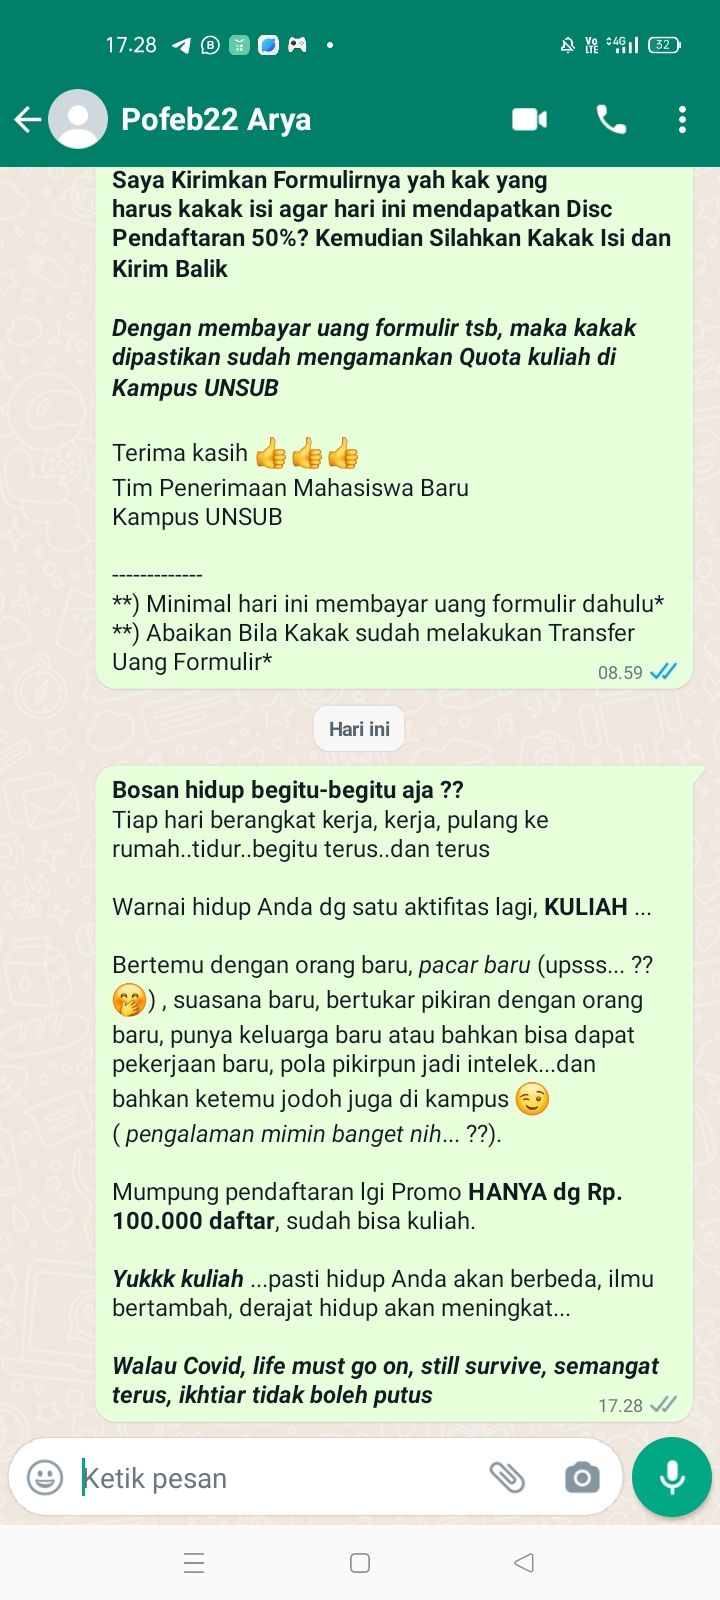 17.28
VO LTE 4G 32
Pofeb22 Arya
Saya Kirimkan Formulirnya yah kak yang
harus kakak isi agar hari ini mendapatkan Disc
Pendaftaran 50%? Kemudian Silahkan Kakak Isi dan
Kirim Balik
Dengan membayar uang formulir tsb, maka kakak
dipastikan sudah mengamankan Quota kuliah di
Kampus UNSUB
Terima kasih 👍👍👍
Tim Penerimaan Mahasiswa Baru
Kampus UNSUB
-------------
**) Minimal hari ini membayar uang formulir dahulu*
**) Abaikan Bila Kakak sudah melakukan Transfer
Uang Formulir*
08.59
Hari ini
Bosan hidup begitu-begitu aja ??
Tiap hari berangkat kerja, kerja, pulang ke
rumah..tidur..begitu terus..dan terus
Warnai hidup Anda dg satu aktifitas lagi, KULIAH ...
Bertemu dengan orang baru, pacar baru (upsss... ??
🤭) , suasana baru, bertukar pikiran dengan orang
baru, punya keluarga baru atau bahkan bisa dapat
pekerjaan baru, pola pikirpun jadi intelek...dan
bahkan ketemu jodoh juga di kampus 😉
( pengalaman mimin banget nih... ??).
Mumpung pendaftaran lgi Promo HANYA dg Rp.
100.000 daftar, sudah bisa kuliah.
Yukkk kuliah ...pasti hidup Anda akan berbeda, ilmu
bertambah, derajat hidup akan meningkat...
Walau Covid, life must go on, still survive, semangat
terus, ikhtiar tidak boleh putus
17.28
Ketik pesan